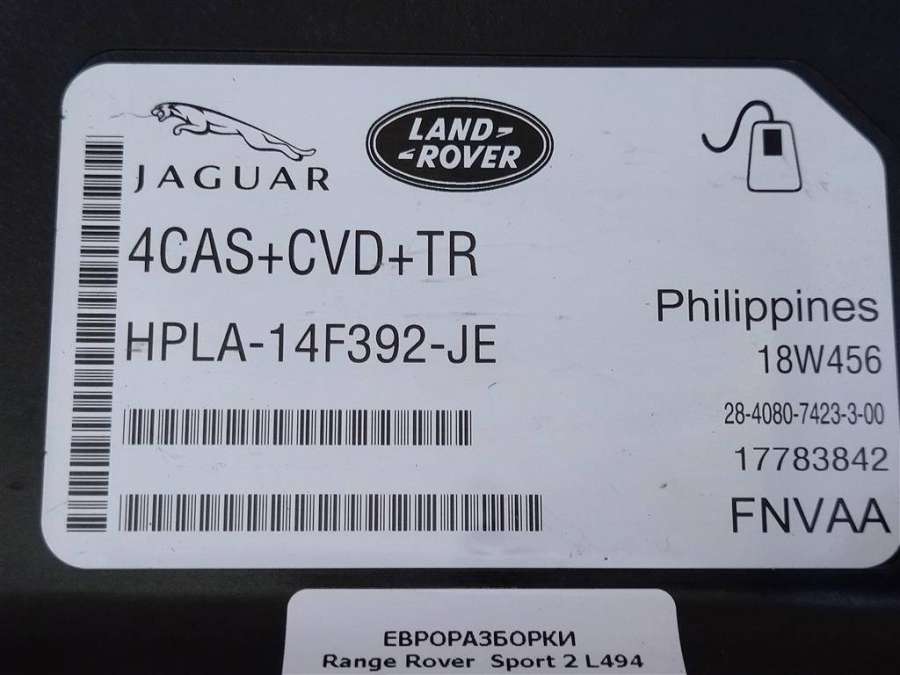 JAGUAR
LAND-
-ROVER
4CAS+CVD+TR
HPLA-14F392-JE
Philippines
18W456
28-4080-7423-3-00
17783842
FNVAA
ЕВРОРАЗБОРКИ
Range Rover Sport 2 L494